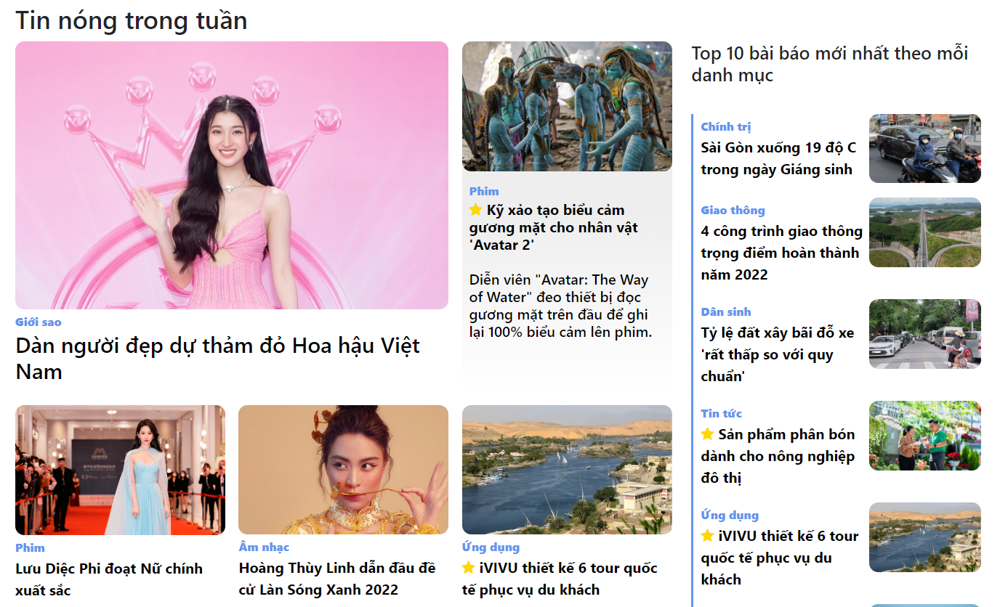 Tin nóng trong tuần
Giới sao
Dàn người đẹp dự thảm đỏ Hoa hậu Việt
Nam
Phim
Kỹ xảo tạo biểu cảm
gương mặt cho nhân vật
'Avatar 2'
Diễn viên "Avatar: The Way
of Water" đeo thiết bị đọc
gương mặt trên đầu để ghi
lại 100% biểu cảm lên phim.
Phim
Lưu Diệc Phi đoạt Nữ chính
xuất sắc
Âm nhạc
Hoàng Thùy Linh dẫn đầu đề
cử Làn Sóng Xanh 2022
Ứng dụng
iVIVU thiết kế 6 tour quốc
tế phục vụ du khách
Top 10 bài báo mới nhất theo mỗi
danh mục
Chính trị
Sài Gòn xuống 19 độ C
trong ngày Giáng sinh
Giao thông
4 công trình giao thông
trọng điểm hoàn thành
năm 2022
Dân sinh
Tỷ lệ đất xây bãi đỗ xe
'rất thấp so với quy
chuẩn'
Tin tức
Sản phẩm phân bón
dành cho nông nghiệp
đô thị
Ứng dụng
iVIVU thiết kế 6 tour
quốc tế phục vụ du
khách